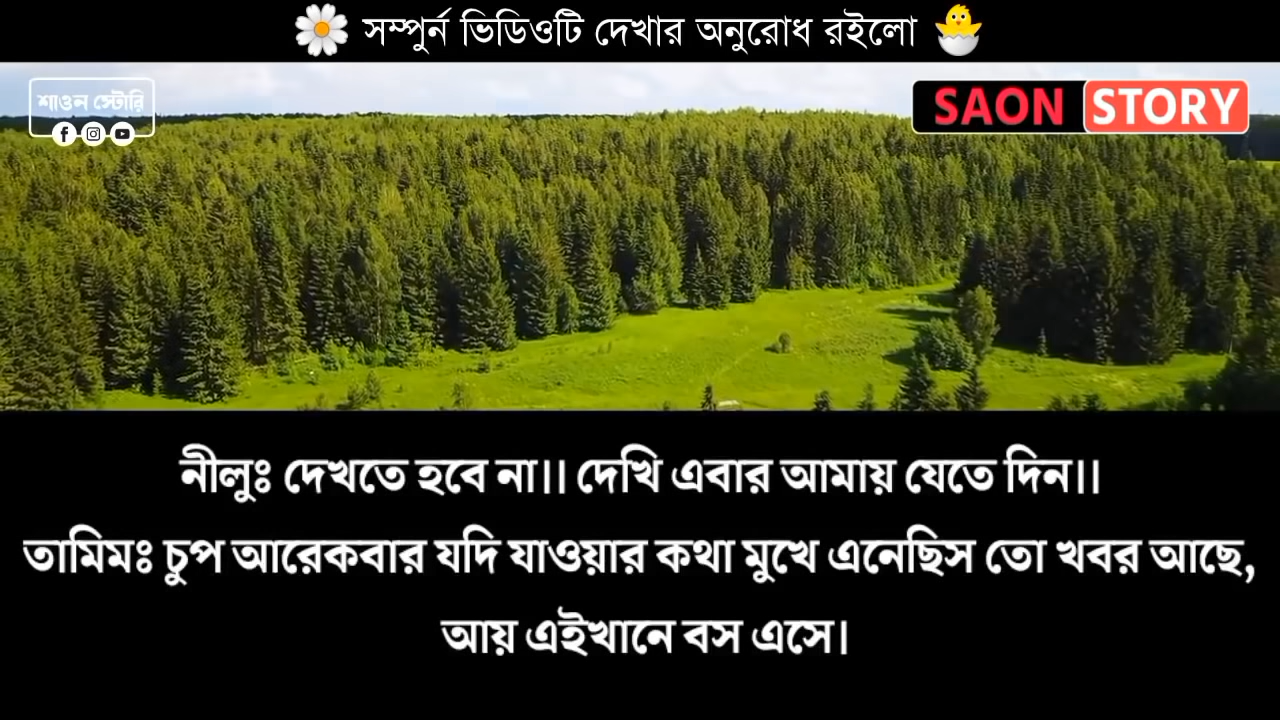 🌼 সম্পুর্ন ভিডিওটি দেখার অনুরোধ রইলো 🐣
শাওন স্টোরি
SAON STORY
নীলুঃ দেখতে হবে না।। দেখি এবার আমায় যেতে দিন।।
তামিমঃ চুপ আরেকবার যদি যাওয়ার কথা মুখে এনেছিস তো খবর আছে,
আয় এইখানে বস এসে।